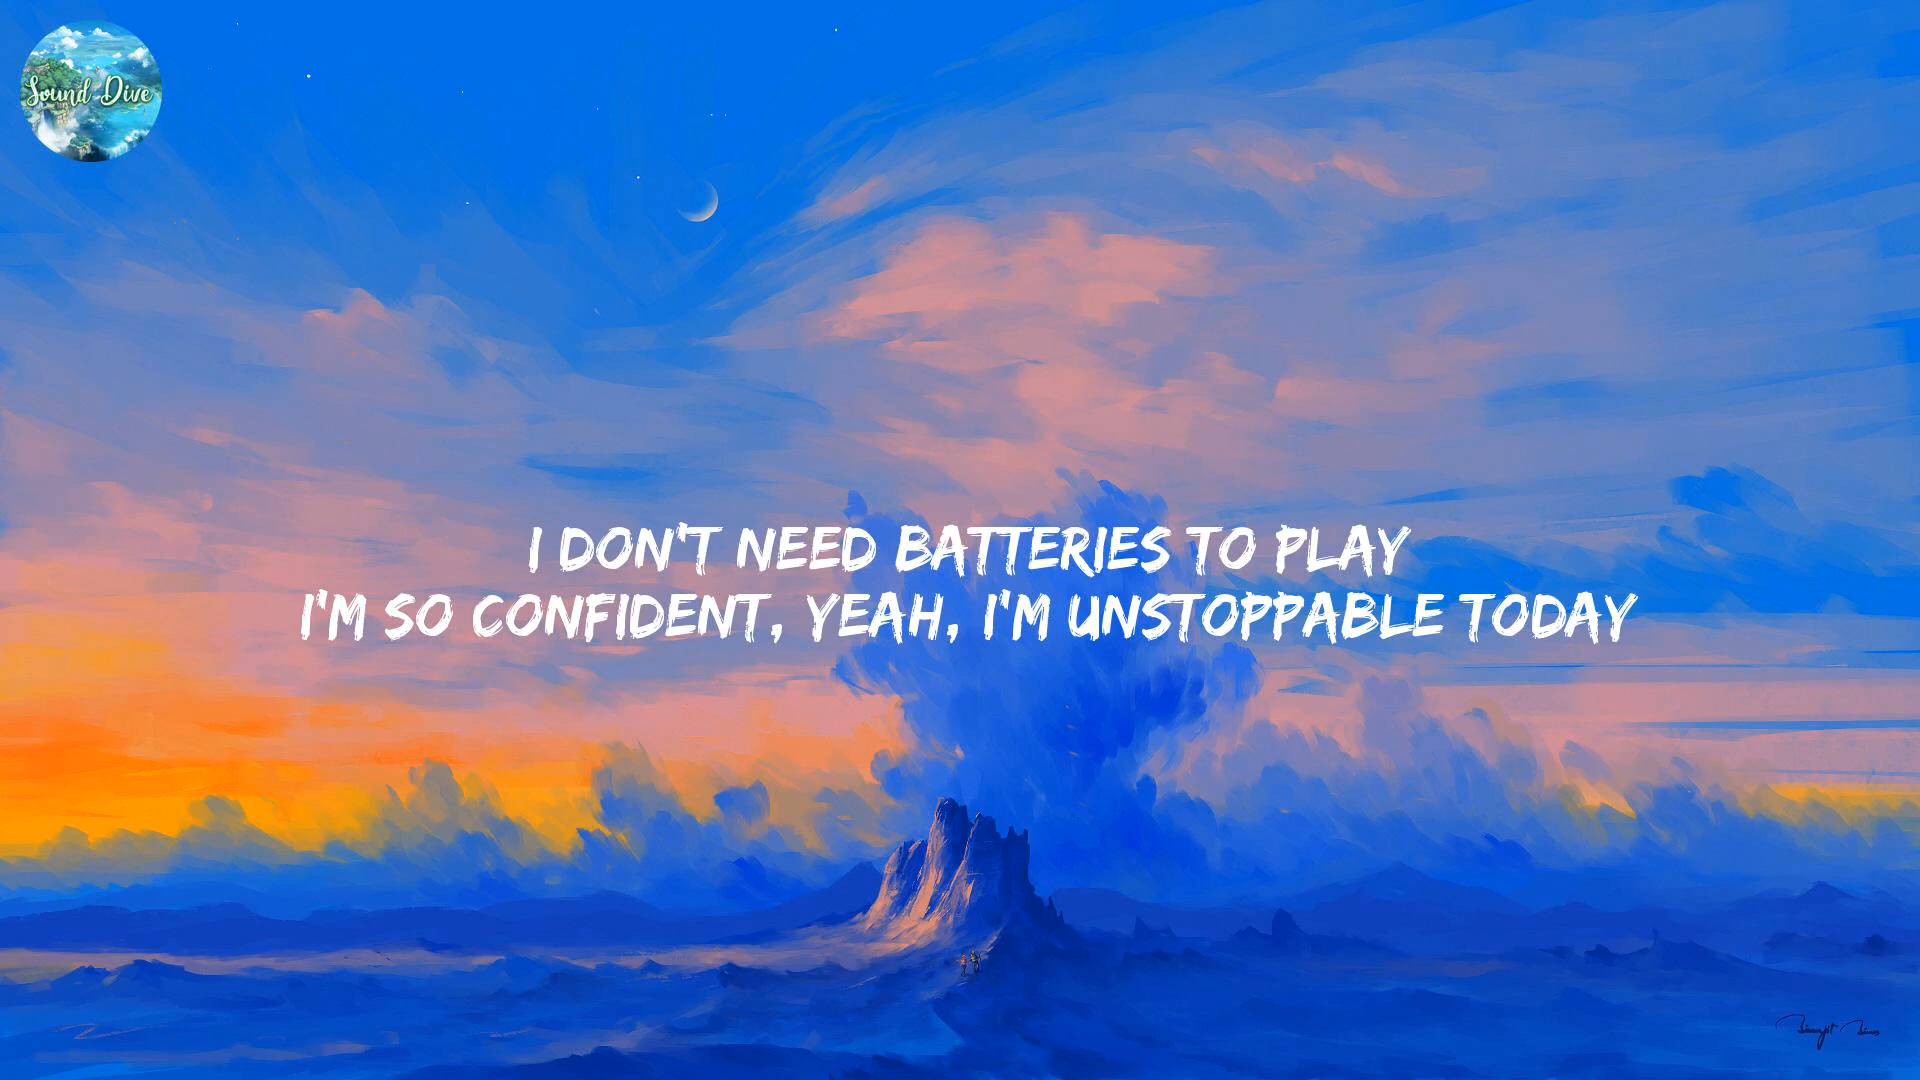 Sound Dive
I DON'T NEED BATTERIES TO PLAY
I'M SO CONFIDENT, YEAH, I'M UNSTOPPABLE TODAY